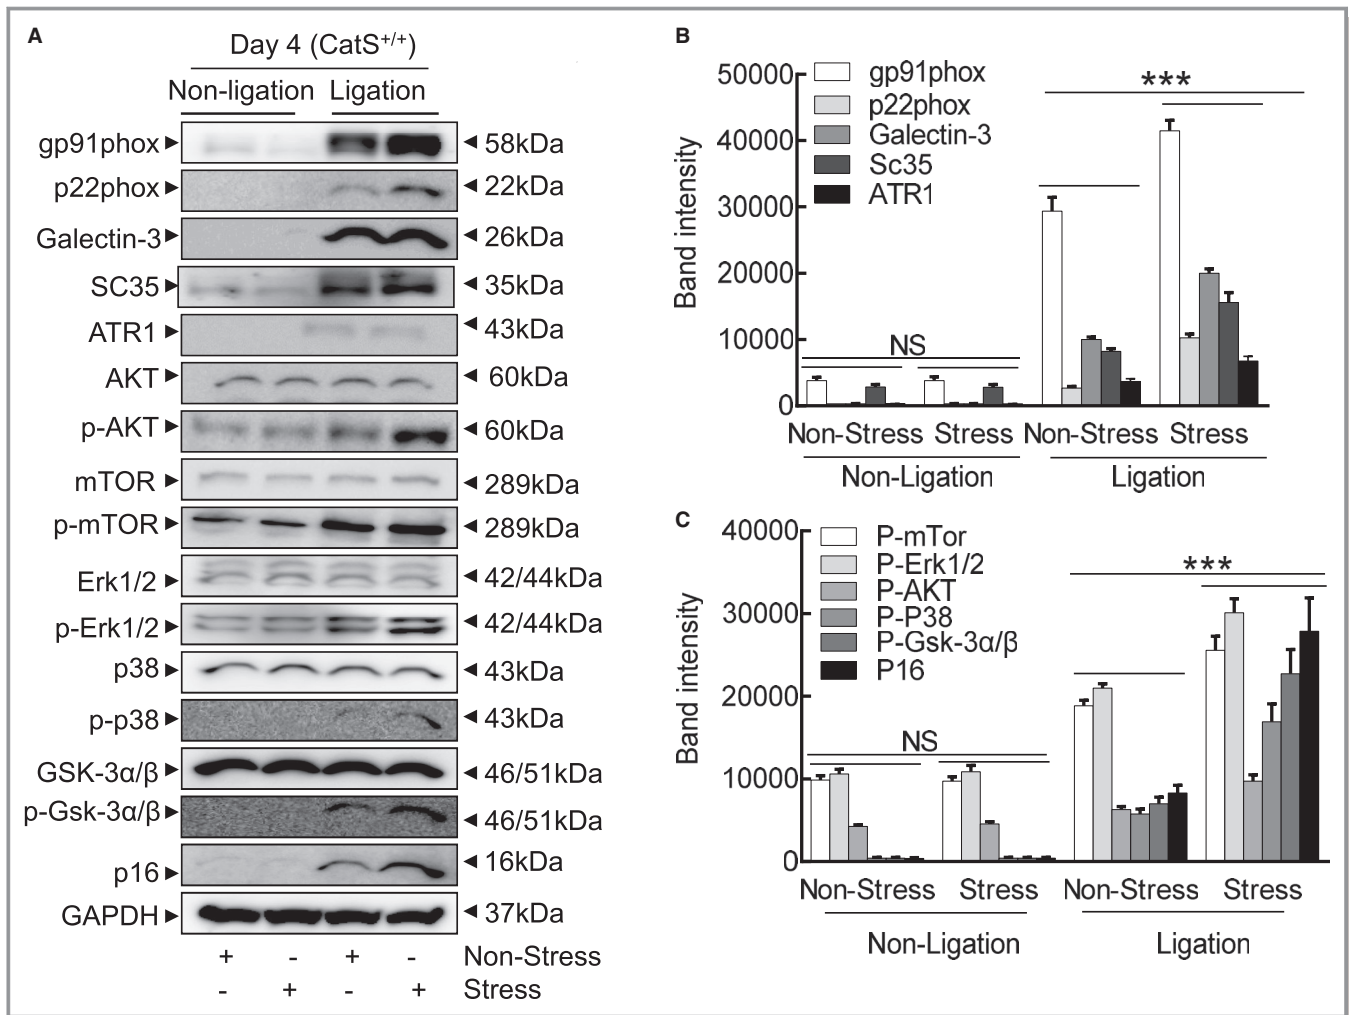 A
Day 4 (CatS+/+)
Non-ligation Ligation
gp91phox 58kDa
p22phox 22kDa
Galectin-3 26kDa
SC35 35kDa
ATR1 43kDa
AKT 60kDa
p-AKT 60kDa
mTOR 289kDa
p-mTOR 289kDa
Erk1/2 42/44kDa
p-Erk1/2 42/44kDa
p38 43kDa
p-p38 43kDa
GSK-3α/β 46/51kDa
p-Gsk-3α/β 46/51kDa
p16 16kDa
GAPDH 37kDa
+ - + - Non-Stress
- + - + Stress
B
Band intensity
50000
40000
30000
20000
10000
0
gp91phox
p22phox
Galectin-3
Sc35
ATR1
NS
***
Non-Stress Stress Non-Stress Stress
Non-Ligation Ligation
C
Band intensity
40000
30000
20000
10000
0
P-mTor
P-Erk1/2
P-AKT
P-P38
P-Gsk-3α/β
P16
NS
***
Non-Stress Stress Non-Stress Stress
Non-Ligation Ligation